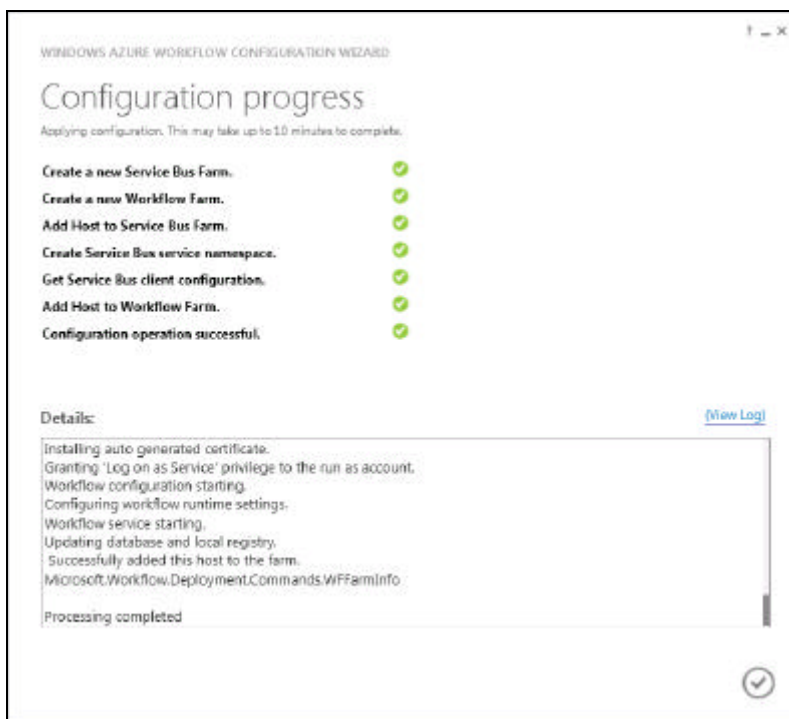 WINDOWS AZURE WORKFLOW CONFIGURATION WIZARD
Configuration progress
Applying configuration. This may take up to 10 minutes to complete.
Create a new Service Bus Farm.
Create a new Workflow Farm.
Add Host to Service Bus Farm.
Create Service Bus service namespace.
Get Service Bus client configuration.
Add Host to Workflow Farm.
Configuration operation successful.
Details:
(View Log)
Installing auto generated certificate.
Granting 'Log on as Service' privilege to the run as account.
Workflow configuration starting.
Configuring workflow runtime settings.
Workflow service starting.
Updating database and local registry.
Successfully added this host to the farm.
Microsoft.Workflow.Deployment.Commands.WFFarmInfo
Processing completed